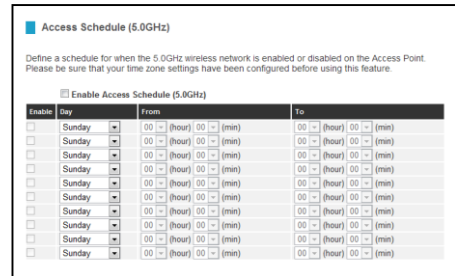 Access Schedule (5.0GHz)
Define a schedule for when the 5.0GHz wireless network is enabled or disabled on the Access Point.
Please be sure that your time zone settings have been configured before using this feature.
Enable Access Schedule (5.0GHz)
Enable Day From To
Sunday 00 (hour) 00 (min) 00 (hour) 00 (min)
Sunday 00 (hour) 00 (min) 00 (hour) 00 (min)
Sunday 00 (hour) 00 (min) 00 (hour) 00 (min)
Sunday 00 (hour) 00 (min) 00 (hour) 00 (min)
Sunday 00 (hour) 00 (min) 00 (hour) 00 (min)
Sunday 00 (hour) 00 (min) 00 (hour) 00 (min)
Sunday 00 (hour) 00 (min) 00 (hour) 00 (min)
Sunday 00 (hour) 00 (min) 00 (hour) 00 (min)
Sunday 00 (hour) 00 (min) 00 (hour) 00 (min)
Sunday 00 (hour) 00 (min) 00 (hour) 00 (min)